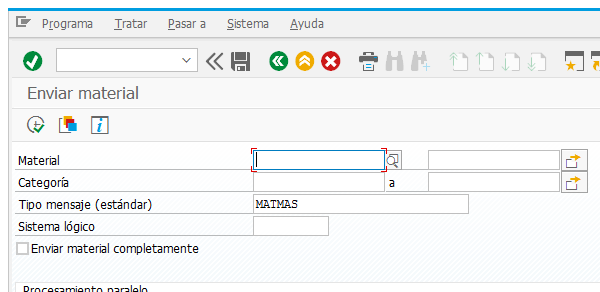 Programa Tratar Pasar a Sistema Ayuda
Enviar material
Material
Categoría a
Tipo mensaje (estándar) MATMAS
Sistema lógico
Enviar material completamente
Procesamiento paralelo